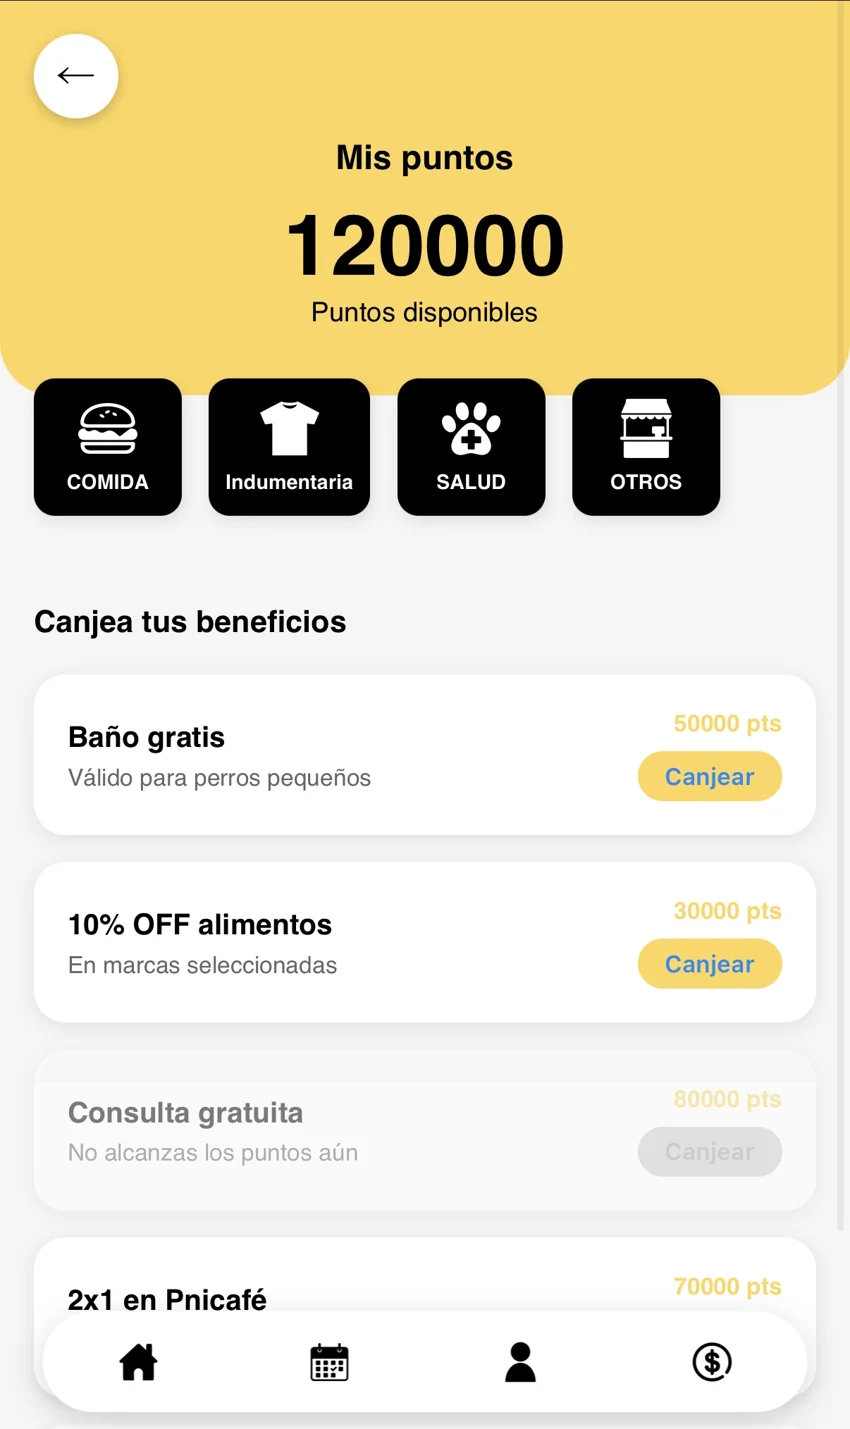 Mis puntos
120000
Puntos disponibles
COMIDA
Indumentaria
SALUD
OTROS
Canjea tus beneficios
Baño gratis
Válido para perros pequeños
50000 pts
Canjear
10% OFF alimentos
En marcas seleccionadas
30000 pts
Canjear
Consulta gratuita
No alcanzas los puntos aún
80000 pts
Canjear
2x1 en Pnicafé
70000 pts